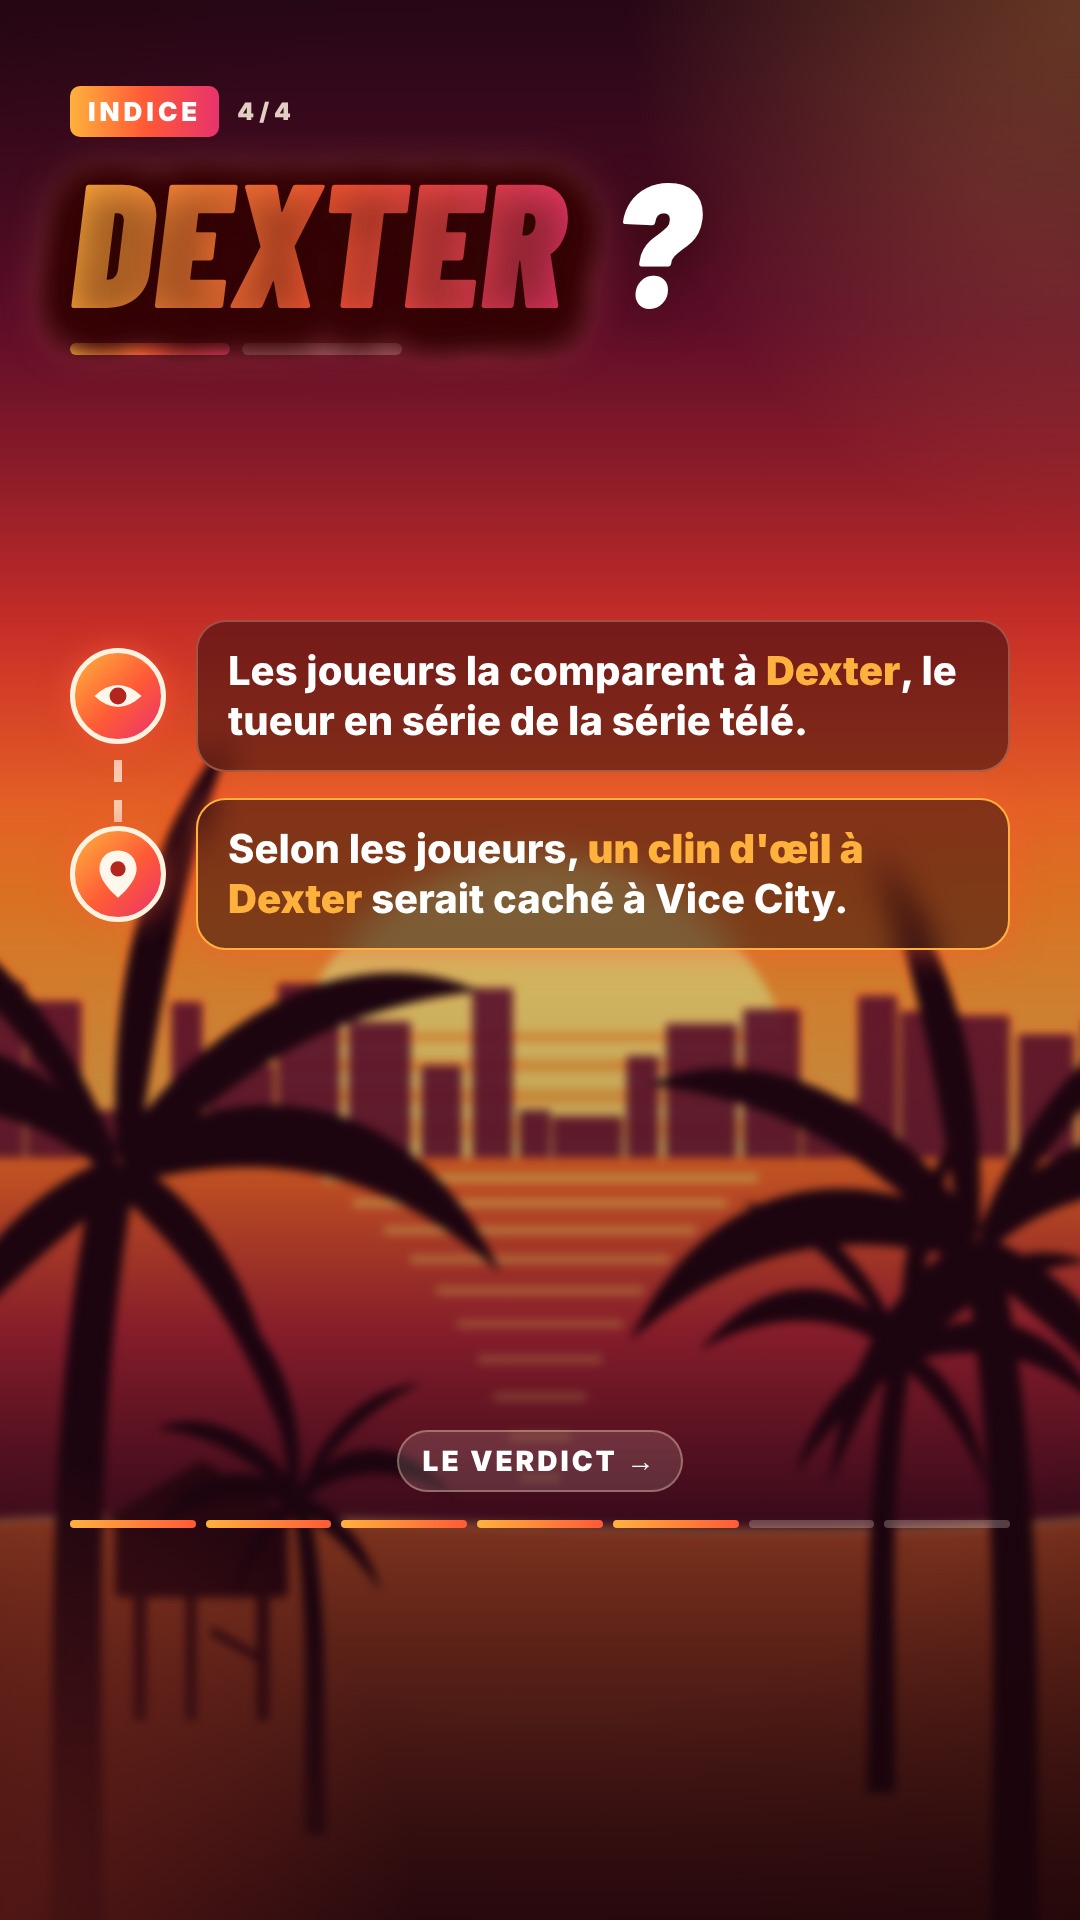 INDICE 4/4
DEXTER ?
Les joueurs la comparent à Dexter, le
tueur en série de la série télé.
Selon les joueurs, un clin d'œil à
Dexter serait caché à Vice City.
LE VERDICT →